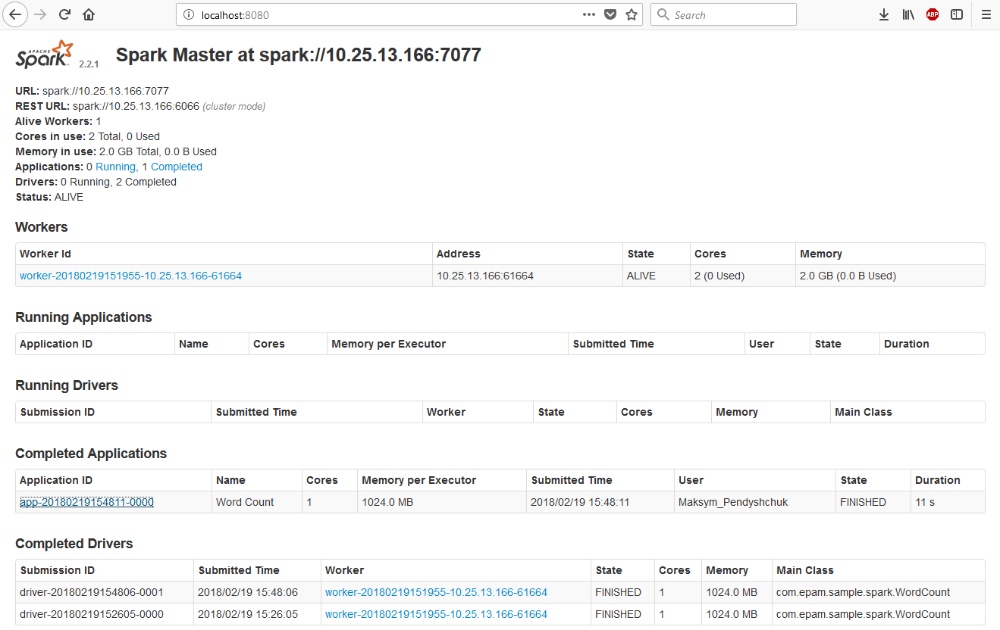 localhost:8080
Search
ABP
APACHE
Spark 2.2.1
Spark Master at spark://10.25.13.166:7077
URL: spark://10.25.13.166:7077
REST URL: spark://10.25.13.166:6066 (cluster mode)
Alive Workers: 1
Cores in use: 2 Total, 0 Used
Memory in use: 2.0 GB Total, 0.0 B Used
Applications: 0 Running, 1 Completed
Drivers: 0 Running, 2 Completed
Status: ALIVE
Workers
Worker Id Address State Cores Memory
worker-20180219151955-10.25.13.166-61664 10.25.13.166:61664 ALIVE 2 (0 Used) 2.0 GB (0.0 B Used)
Running Applications
Application ID Name Cores Memory per Executor Submitted Time User State Duration
Running Drivers
Submission ID Submitted Time Worker State Cores Memory Main Class
Completed Applications
Application ID Name Cores Memory per Executor Submitted Time User State Duration
app-20180219154811-0000 Word Count 1 1024.0 MB 2018/02/19 15:48:11 Maksym_Pendyshchuk FINISHED 11 s
Completed Drivers
Submission ID Submitted Time Worker State Cores Memory Main Class
driver-20180219154806-0001 2018/02/19 15:48:06 worker-20180219151955-10.25.13.166-61664 FINISHED 1 1024.0 MB com.epam.sample.spark.WordCount
driver-20180219152605-0000 2018/02/19 15:26:05 worker-20180219151955-10.25.13.166-61664 FINISHED 1 1024.0 MB com.epam.sample.spark.WordCount